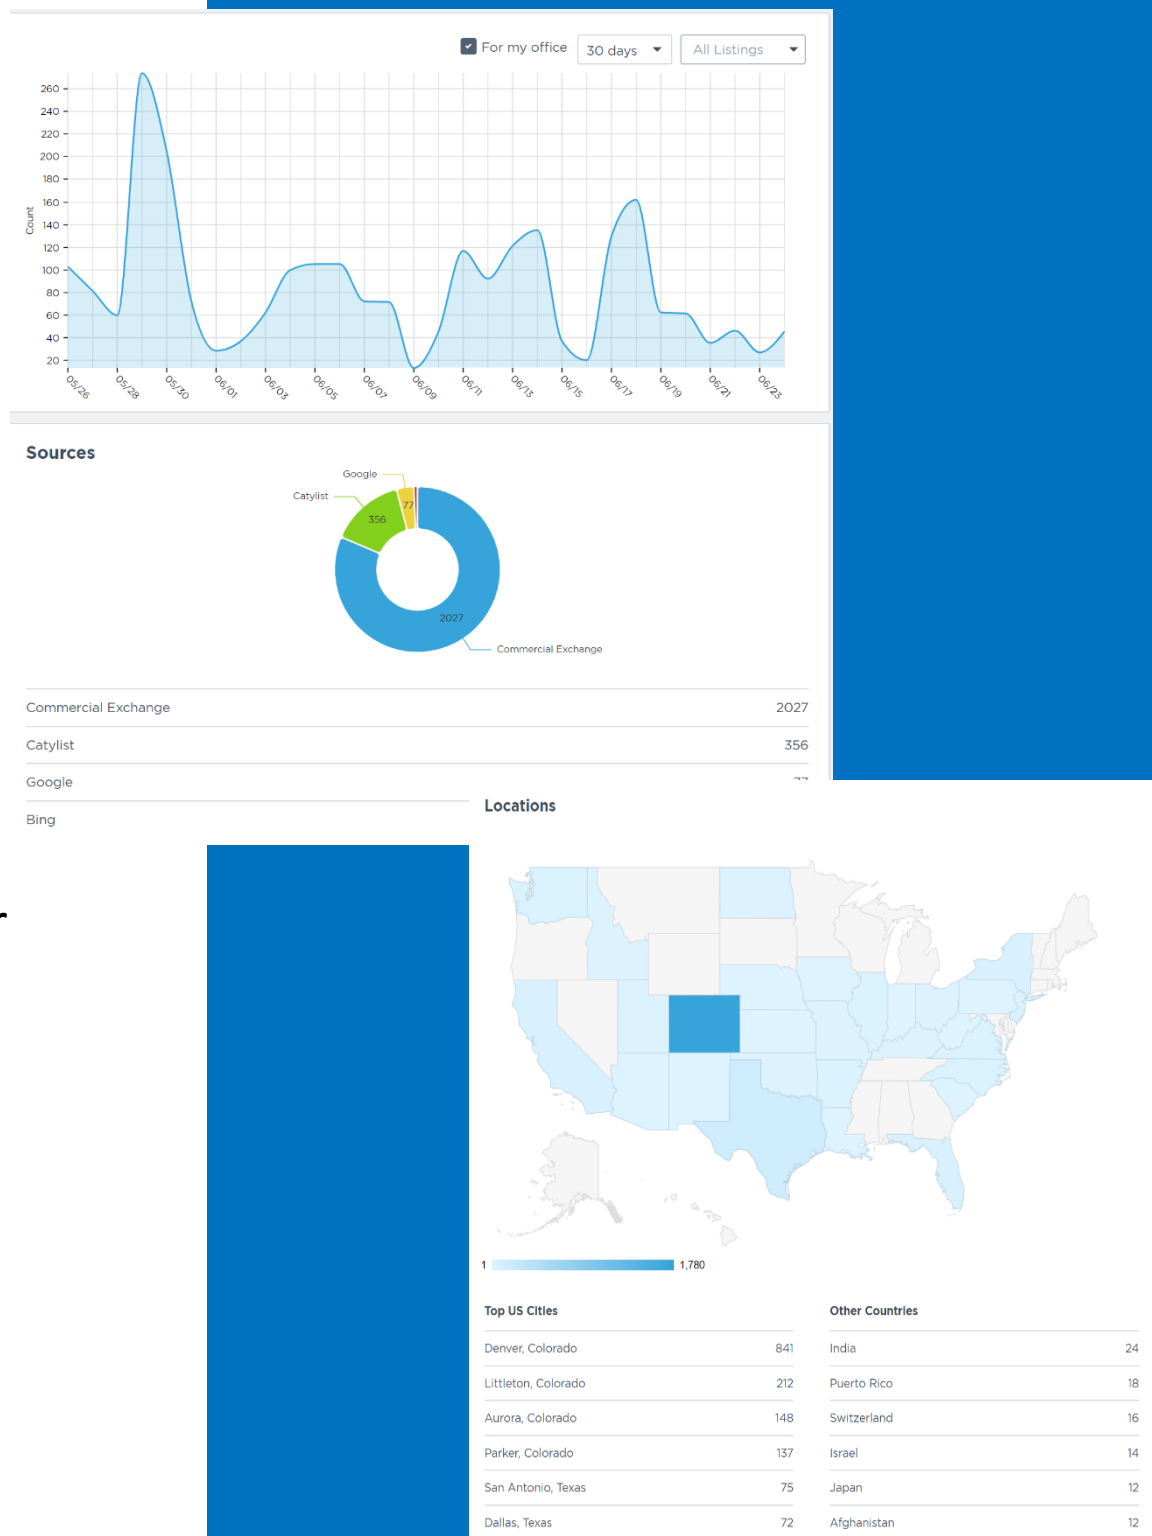 For my office 30 days All Listings
Count
260
240
220
200
180
160
140
120
100
80
60
40
20
05/26 05/28 05/30 06/01 06/03 06/05 06/07 06/09 06/11 06/13 06/15 06/17 06/19 06/21 06/23
Sources
Google
Catylist
77
356
2027
Commercial Exchange
Commercial Exchange 2027
Catylist 356
Google
Bing
Locations
1 1,780
Top US Cities Other Countries
Denver, Colorado 841 India 24
Littleton, Colorado 212 Puerto Rico 18
Aurora, Colorado 148 Switzerland 16
Parker, Colorado 137 Israel 14
San Antonio, Texas 75 Japan 12
Dallas, Texas 72 Afghanistan 12